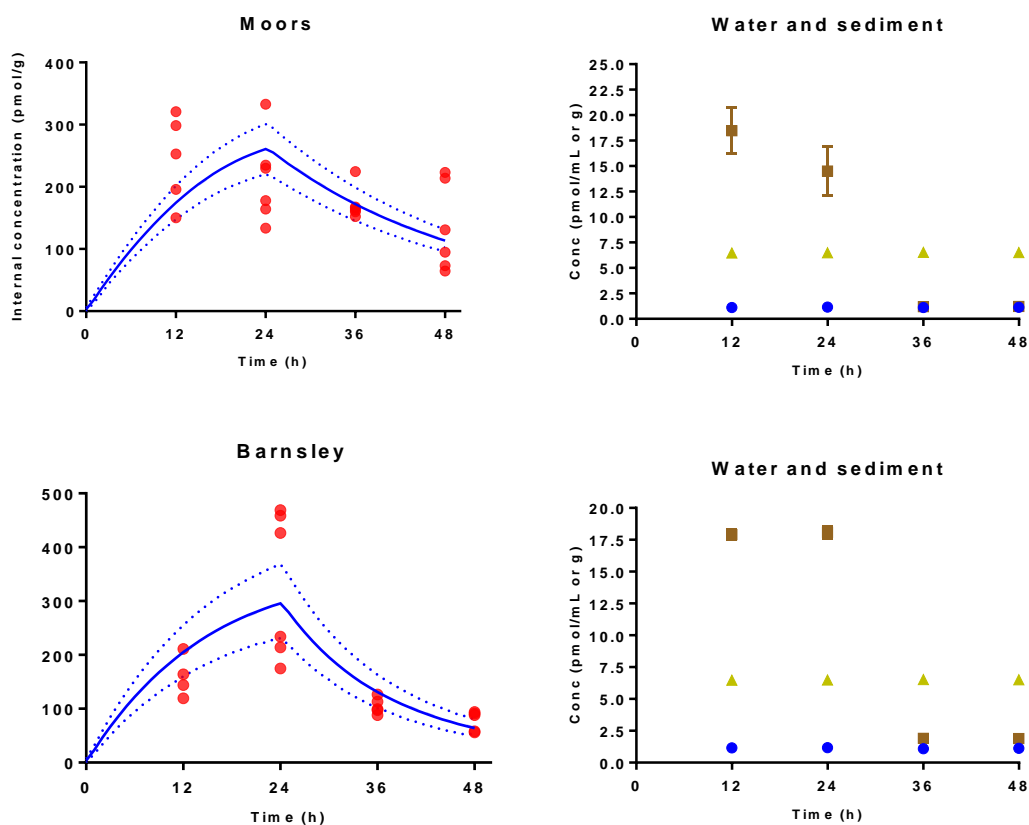 Moors
Internal concentration (pmol/g)
400
300
200
100
0
0 12 24 36 48
Time (h)
Water and sediment
Conc (pmol/mL or g)
25.0
22.5
20.0
17.5
15.0
12.5
10.0
7.5
5.0
2.5
0.0
0 12 24 36 48
Time (h)
Barnsley
500
400
300
200
100
0
0 12 24 36 48
Time (h)
Water and sediment
Conc (pmol/mL or g)
20.0
17.5
15.0
12.5
10.0
7.5
5.0
2.5
0.0
0 12 24 36 48
Time (h)